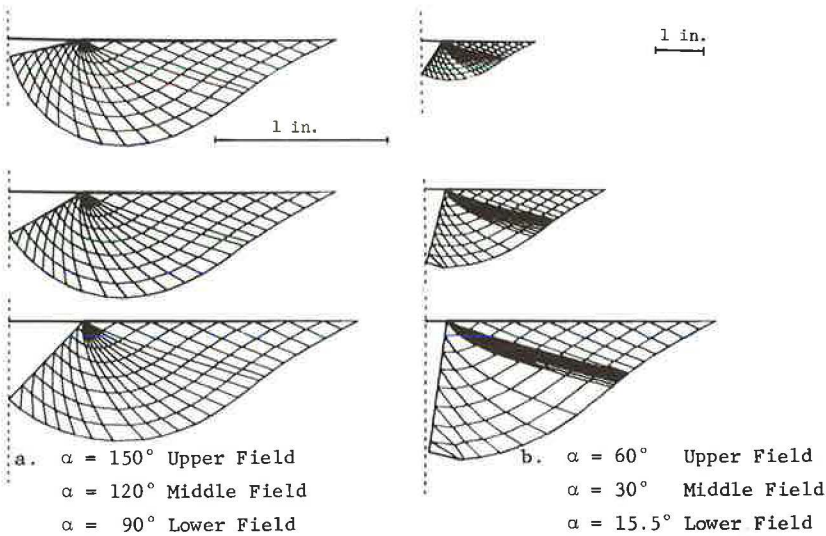 1 in.
1 in.
a. α = 150° Upper Field
α = 120° Middle Field
α = 90° Lower Field
b. α = 60° Upper Field
α = 30° Middle Field
α = 15.5° Lower Field